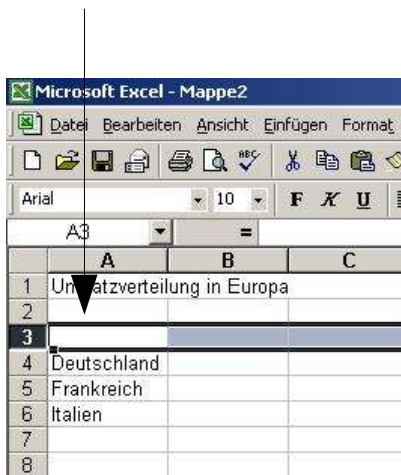 Microsoft Excel - Mappe2
Datei Bearbeiten Ansicht Einfügen Format
ABC
Arial 10 F K U
A3 =
A B C
1 Umsatzverteilung in Europa
2
3
4 Deutschland
5 Frankreich
6 Italien
7
8